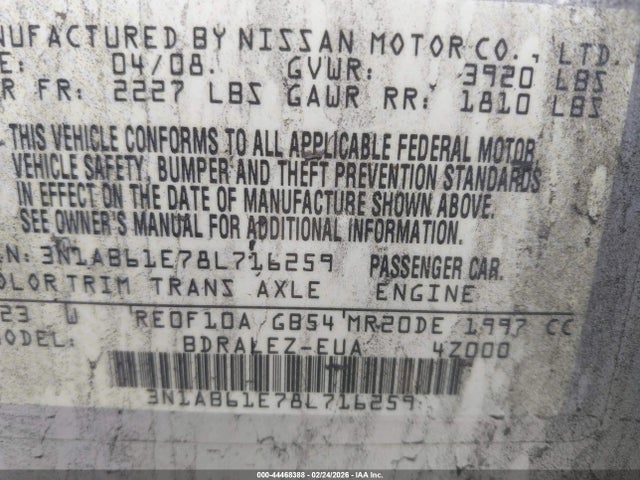 NUFACTURED BY NISSAN MOTOR CO., LTD.
E: 04/08. GVWR: 3920 LBS
R FR: 2227 LBS GAWR RR: 1810 LBS
THIS VEHICLE CONFORMS TO ALL APPLICABLE FEDERAL MOTOR
VEHICLE SAFETY, BUMPER AND THEFT PREVENTION STANDARDS
IN EFFECT ON THE DATE OF MANUFACTURE SHOWN ABOVE.
SEE OWNER'S MANUAL FOR ADDITIONAL INFORMATION.
N: 3N1AB61E78L716259 PASSENGER CAR.
OLOR TRIM TRANS AXLE ENGINE
23 W RE0F10A GB54 MR20DE 1997 CC
MODEL: BDRALEZ-EUA 4Z000
3N1AB61E78L716259
000-44468388 | 02/24/2026 | IAA Inc.